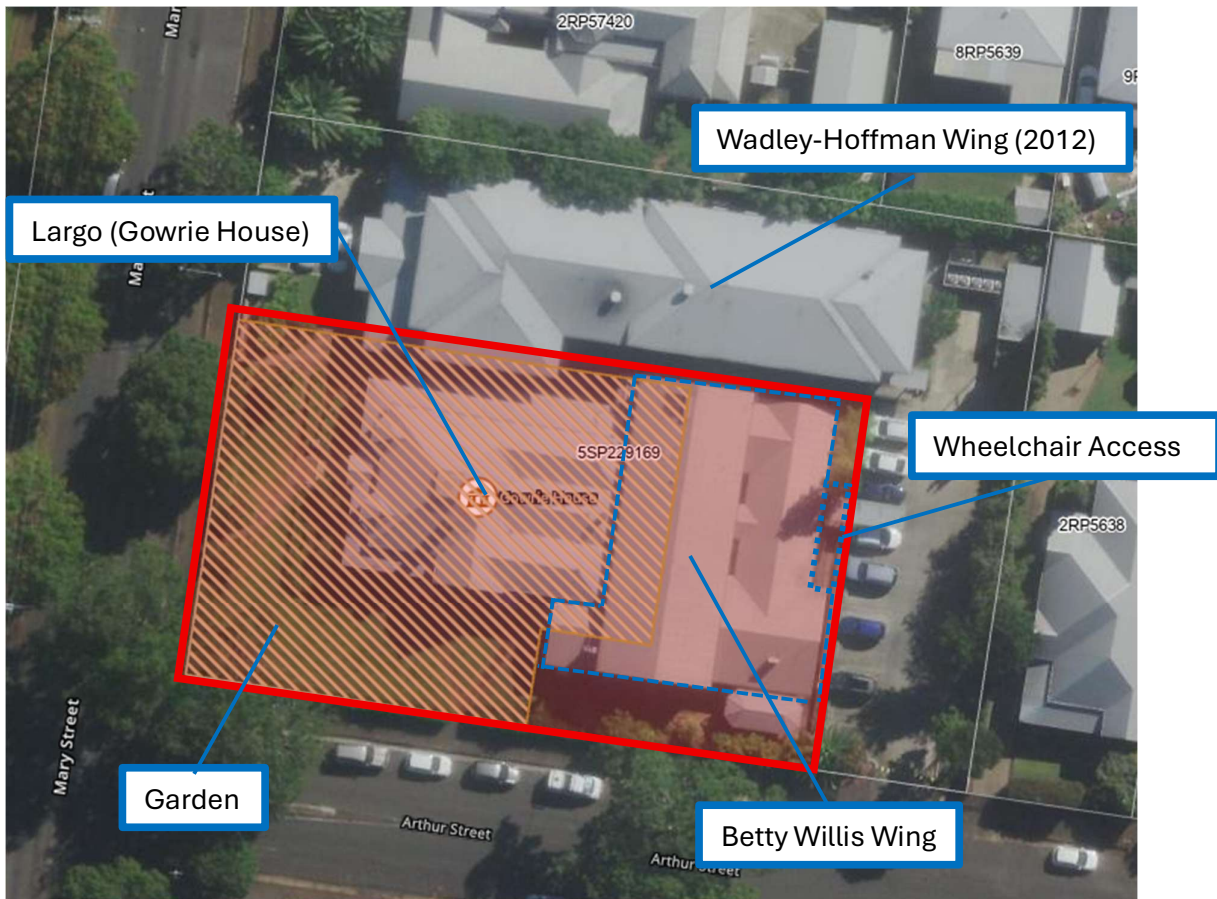 2RP57420
8RP5639
Wadley-Hoffman Wing (2012)
Largo (Gowrie House)
Wheelchair Access
5SP229169
Gowrie House
2RP5638
Mary Street
Garden
Betty Willis Wing
Arthur Street
Arthur Street